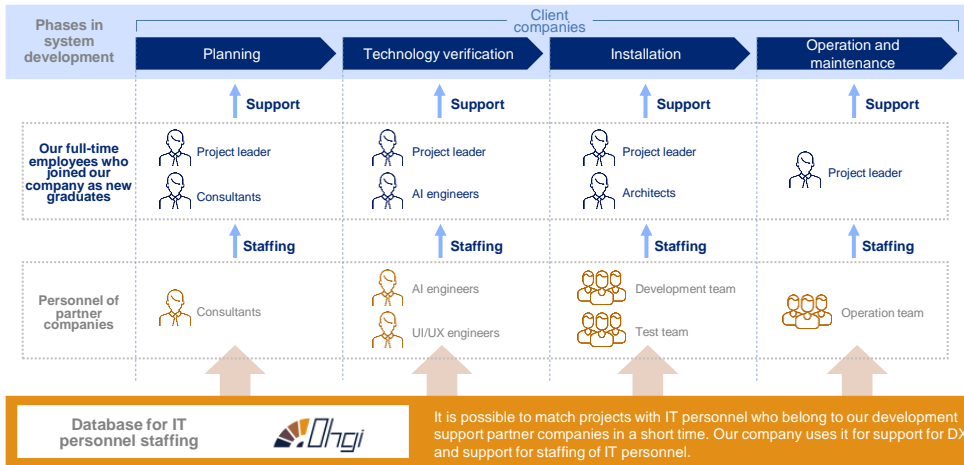 Client
companies
Phases in
system
development
Planning
Technology verification
Installation
Operation and
maintenance
Support
Support
Support
Support
Our full-time
employees who
joined our
company as new
graduates
Project leader
Consultants
Project leader
AI engineers
Project leader
Architects
Project leader
Staffing
Staffing
Staffing
Staffing
Personnel of
partner
companies
Consultants
AI engineers
UI/UX engineers
Development team
Test team
Operation team
Database for IT
personnel staffing
Ohgi
It is possible to match projects with IT personnel who belong to our development
support partner companies in a short time. Our company uses it for support for DX
and support for staffing of IT personnel.